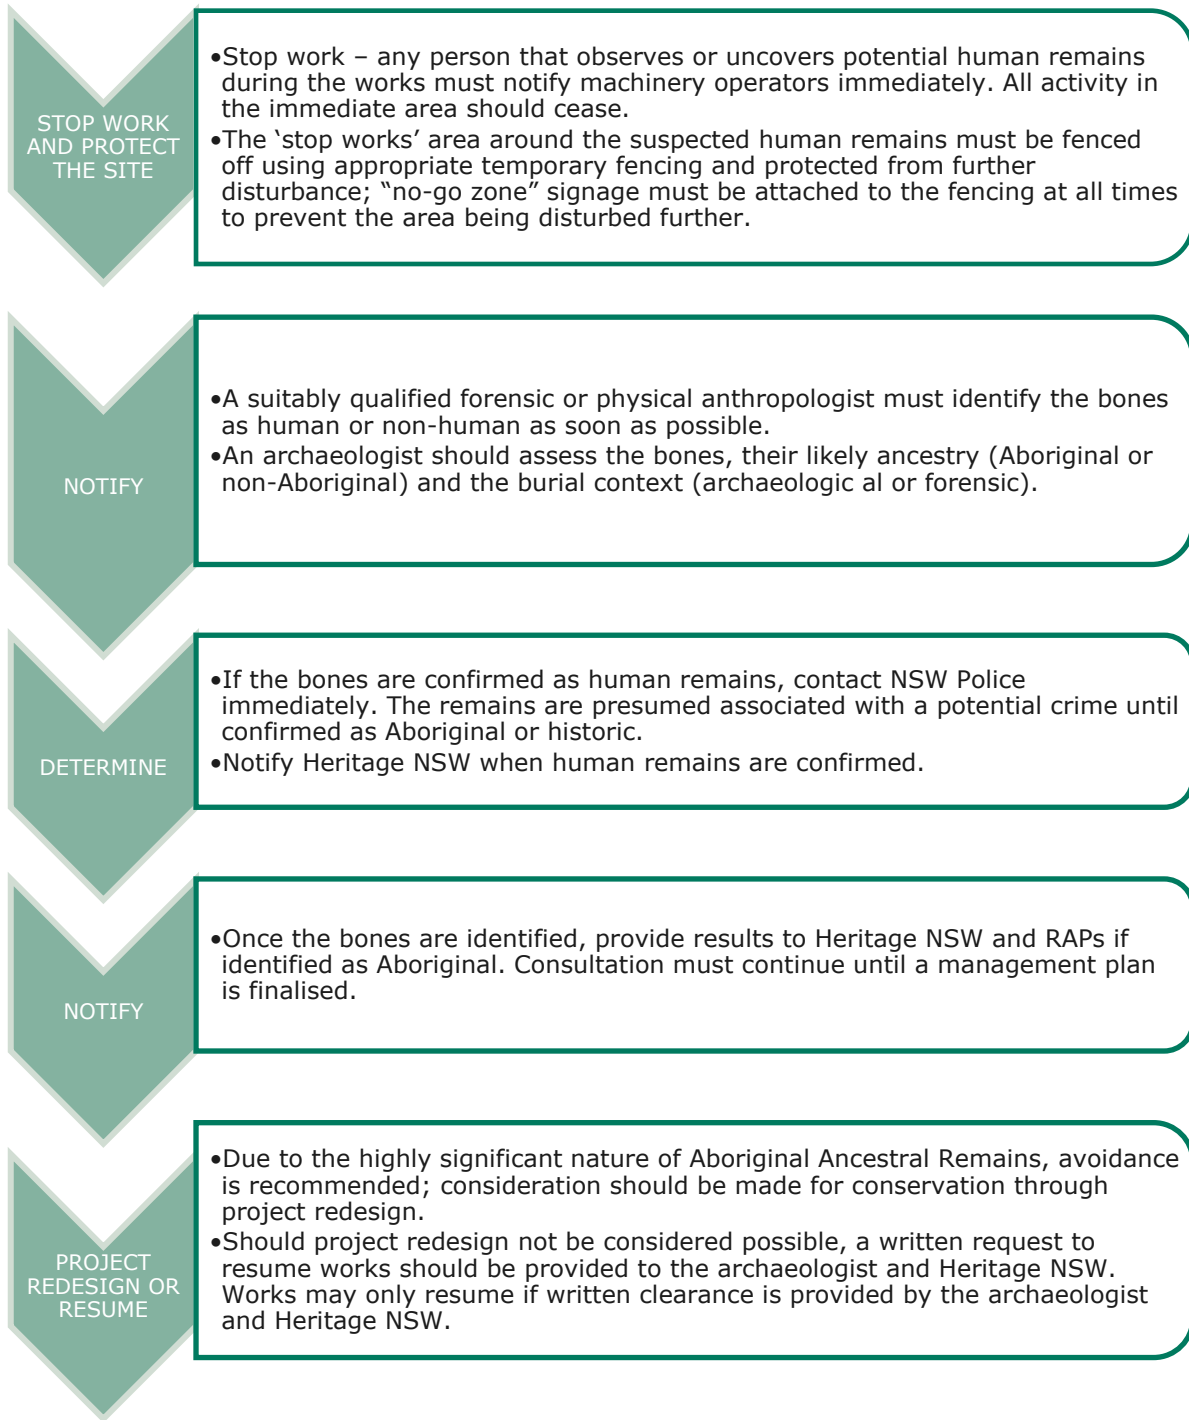 STOP WORK
AND PROTECT
THE SITE
•Stop work – any person that observes or uncovers potential human remains
during the works must notify machinery operators immediately. All activity in
the immediate area should cease.
•The ‘stop works’ area around the suspected human remains must be fenced
off using appropriate temporary fencing and protected from further
disturbance; “no-go zone” signage must be attached to the fencing at all times
to prevent the area being disturbed further.
NOTIFY
•A suitably qualified forensic or physical anthropologist must identify the bones
as human or non-human as soon as possible.
•An archaeologist should assess the bones, their likely ancestry (Aboriginal or
non-Aboriginal) and the burial context (archaeologic al or forensic).
DETERMINE
•If the bones are confirmed as human remains, contact NSW Police
immediately. The remains are presumed associated with a potential crime until
confirmed as Aboriginal or historic.
•Notify Heritage NSW when human remains are confirmed.
NOTIFY
•Once the bones are identified, provide results to Heritage NSW and RAPs if
identified as Aboriginal. Consultation must continue until a management plan
is finalised.
PROJECT
REDESIGN OR
RESUME
•Due to the highly significant nature of Aboriginal Ancestral Remains, avoidance
is recommended; consideration should be made for conservation through
project redesign.
•Should project redesign not be considered possible, a written request to
resume works should be provided to the archaeologist and Heritage NSW.
Works may only resume if written clearance is provided by the archaeologist
and Heritage NSW.